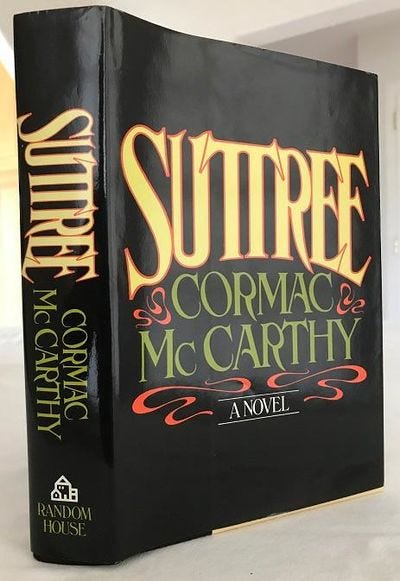 SUTTREE
CORMAC
McCARTHY
RANDOM
HOUSE
SUTTREE
CORMAC
McCARTHY
A NOVEL